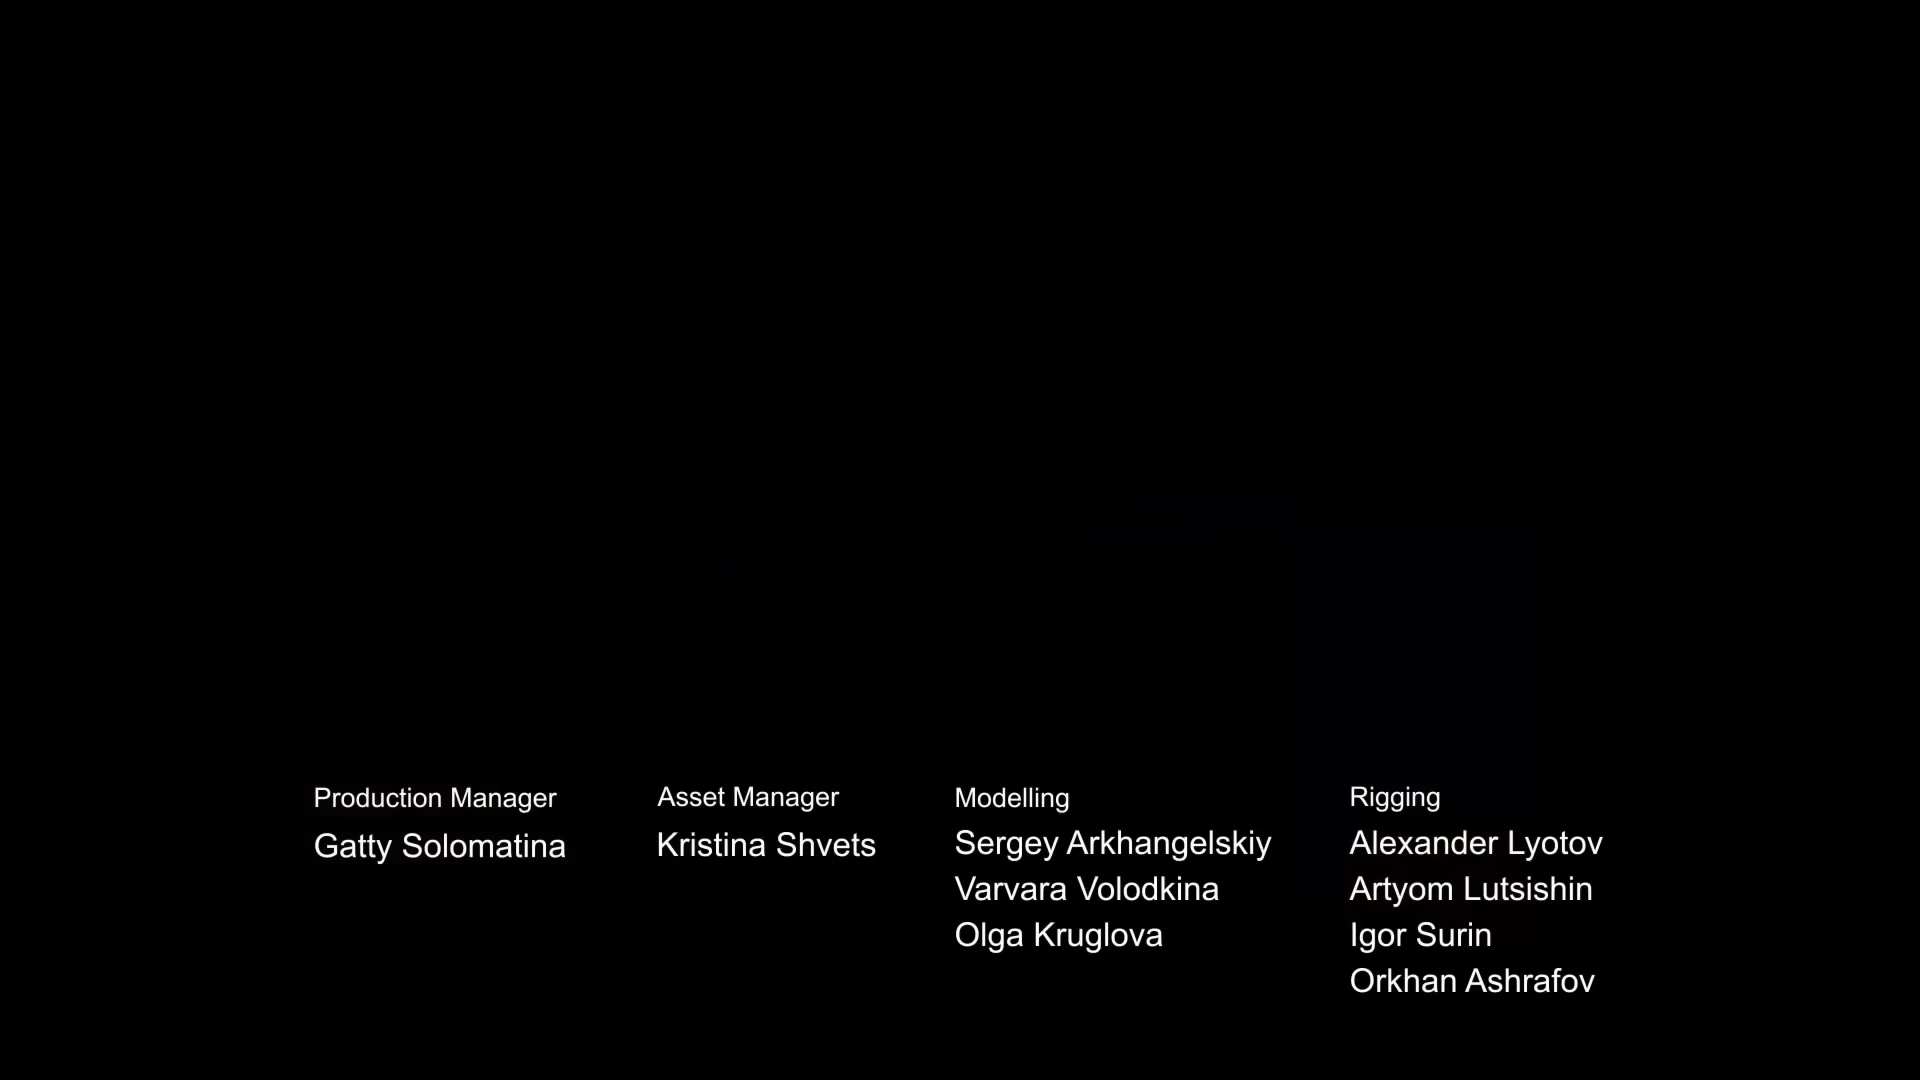 Production Manager
Gatty Solomatina
Asset Manager
Kristina Shvets
Modelling
Sergey Arkhangelskiy
Varvara Volodkina
Olga Kruglova
Rigging
Alexander Lyotov
Artyom Lutsishin
Igor Surin
Orkhan Ashrafov